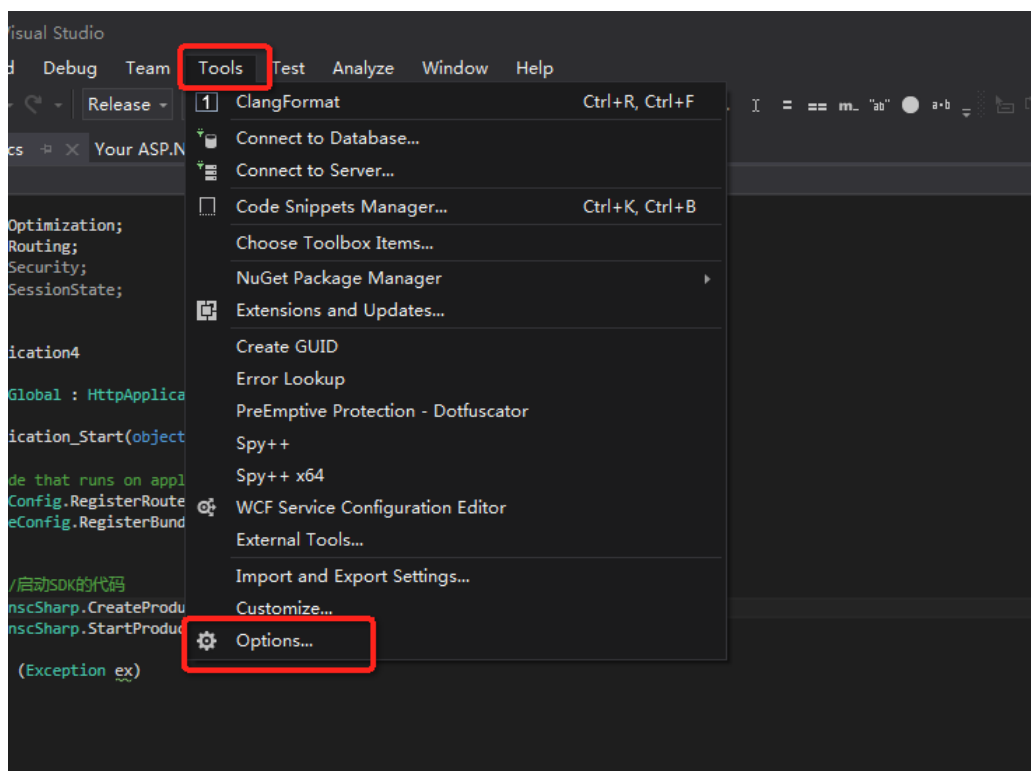 Visual Studio
Debug Team Tools Test Analyze Window Help
Release
1 ClangFormat Ctrl+R, Ctrl+F
I = == m_ "ab" a•b
Connect to Database...
cs Your ASP.N
Connect to Server...
Code Snippets Manager... Ctrl+K, Ctrl+B
Optimization;
Routing;
Choose Toolbox Items...
Security;
NuGet Package Manager
SessionState;
Extensions and Updates...
Create GUID
ication4
Error Lookup
Global : HttpApplica
PreEmptive Protection - Dotfuscator
ication_Start(object
Spy++
Spy++ x64
de that runs on appl
Config.RegisterRoute
WCF Service Configuration Editor
eConfig.RegisterBund
External Tools...
Import and Export Settings...
/启动SDK的代码
nscSharp.CreateProdu
Customize...
nscSharp.StartProduc
Options...
(Exception ex)